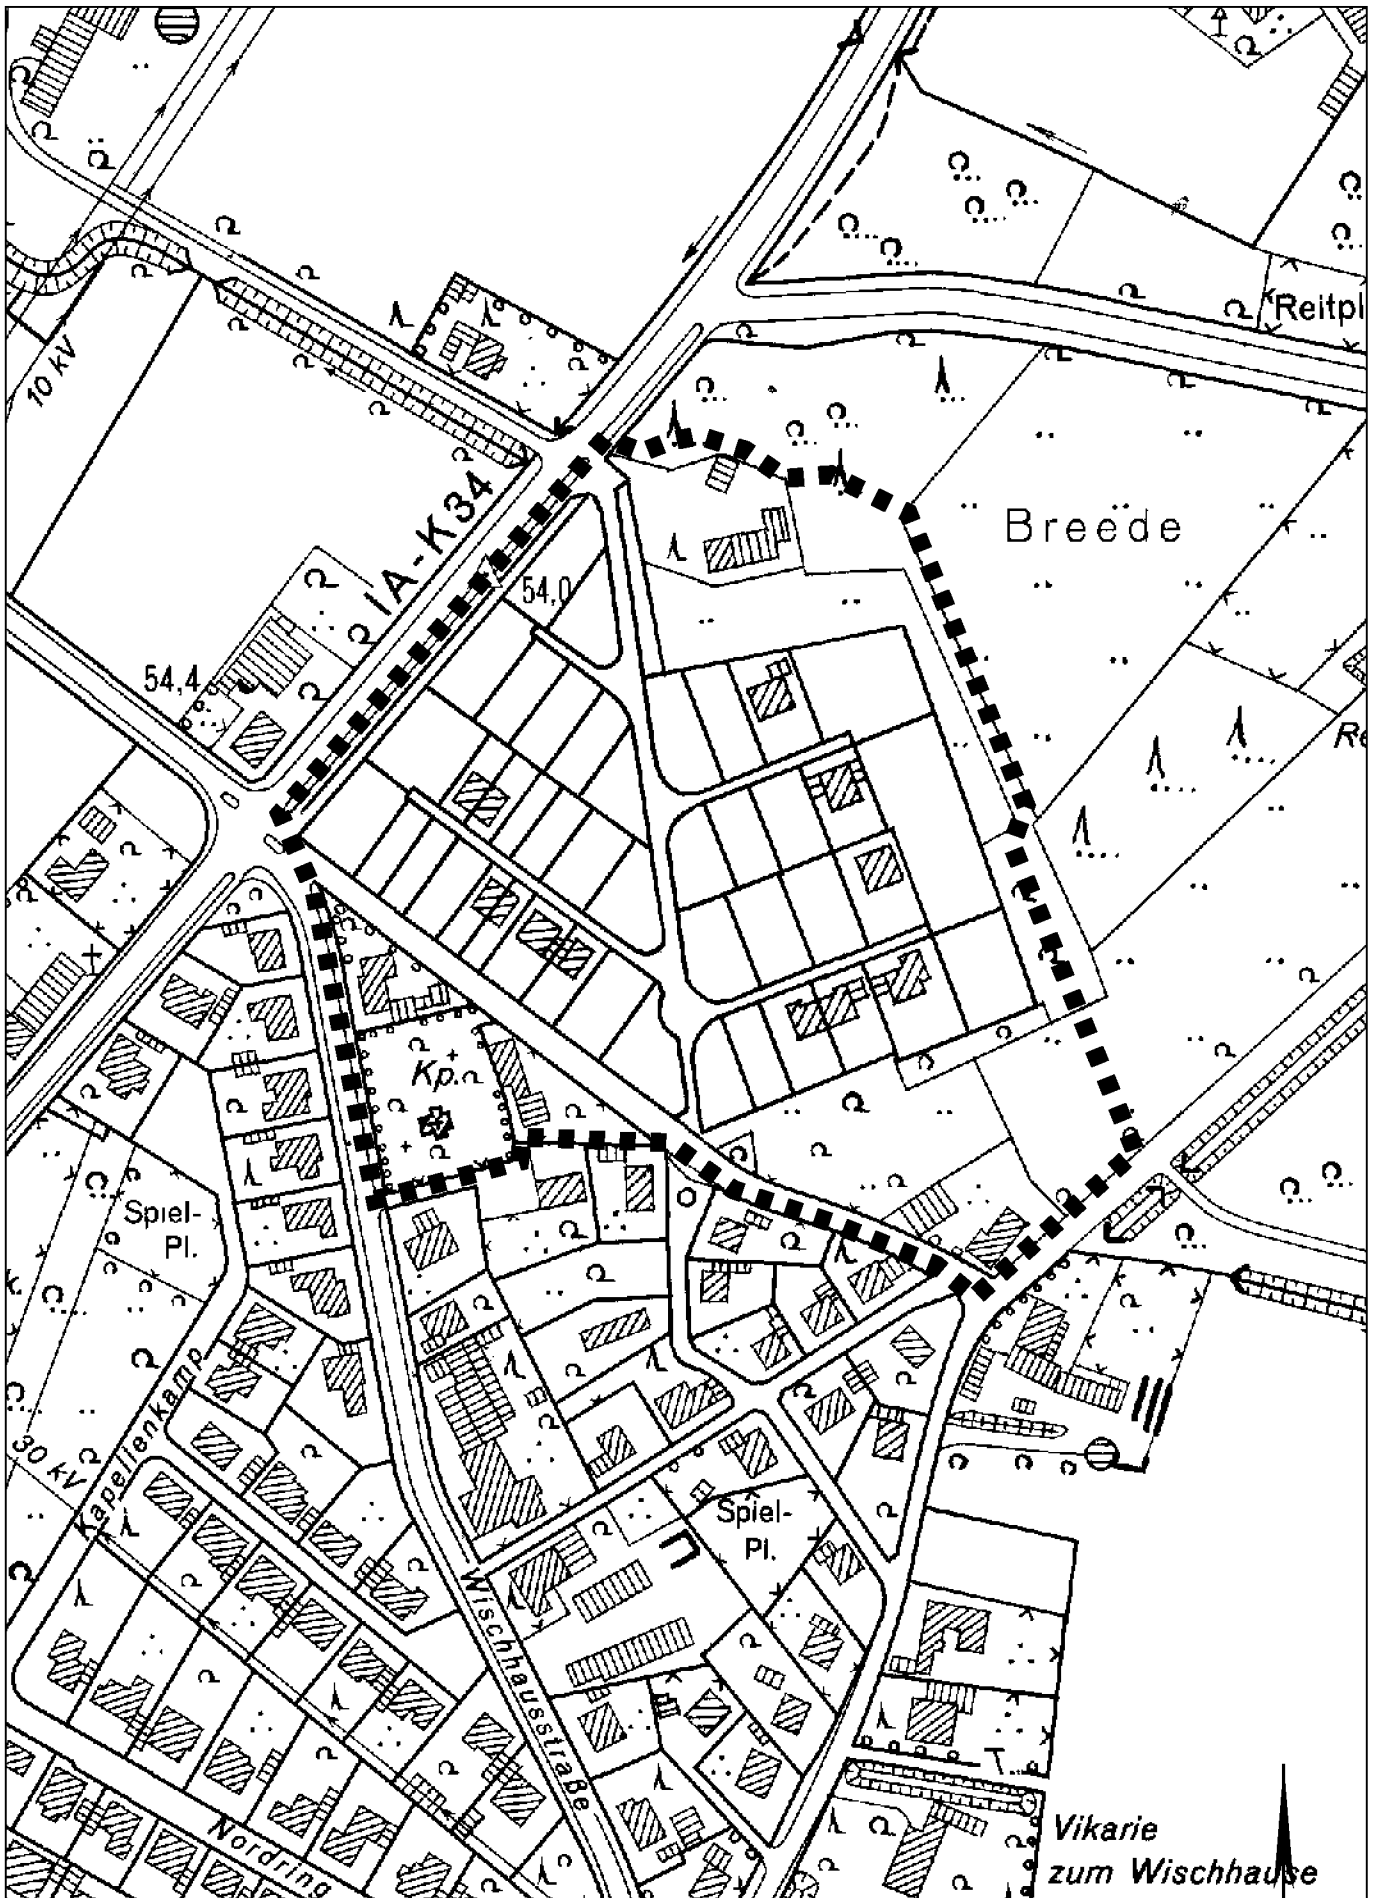 Reitpl
10 kV
IA-K34
Breede
54,0
54,4
Re
Kp.
Spiel-
Pl.
Kapellenkamp
30 kV
Spiel-
Pl.
Wischhausstraße
T.
Nordring
Vikarie
zum Wischhause